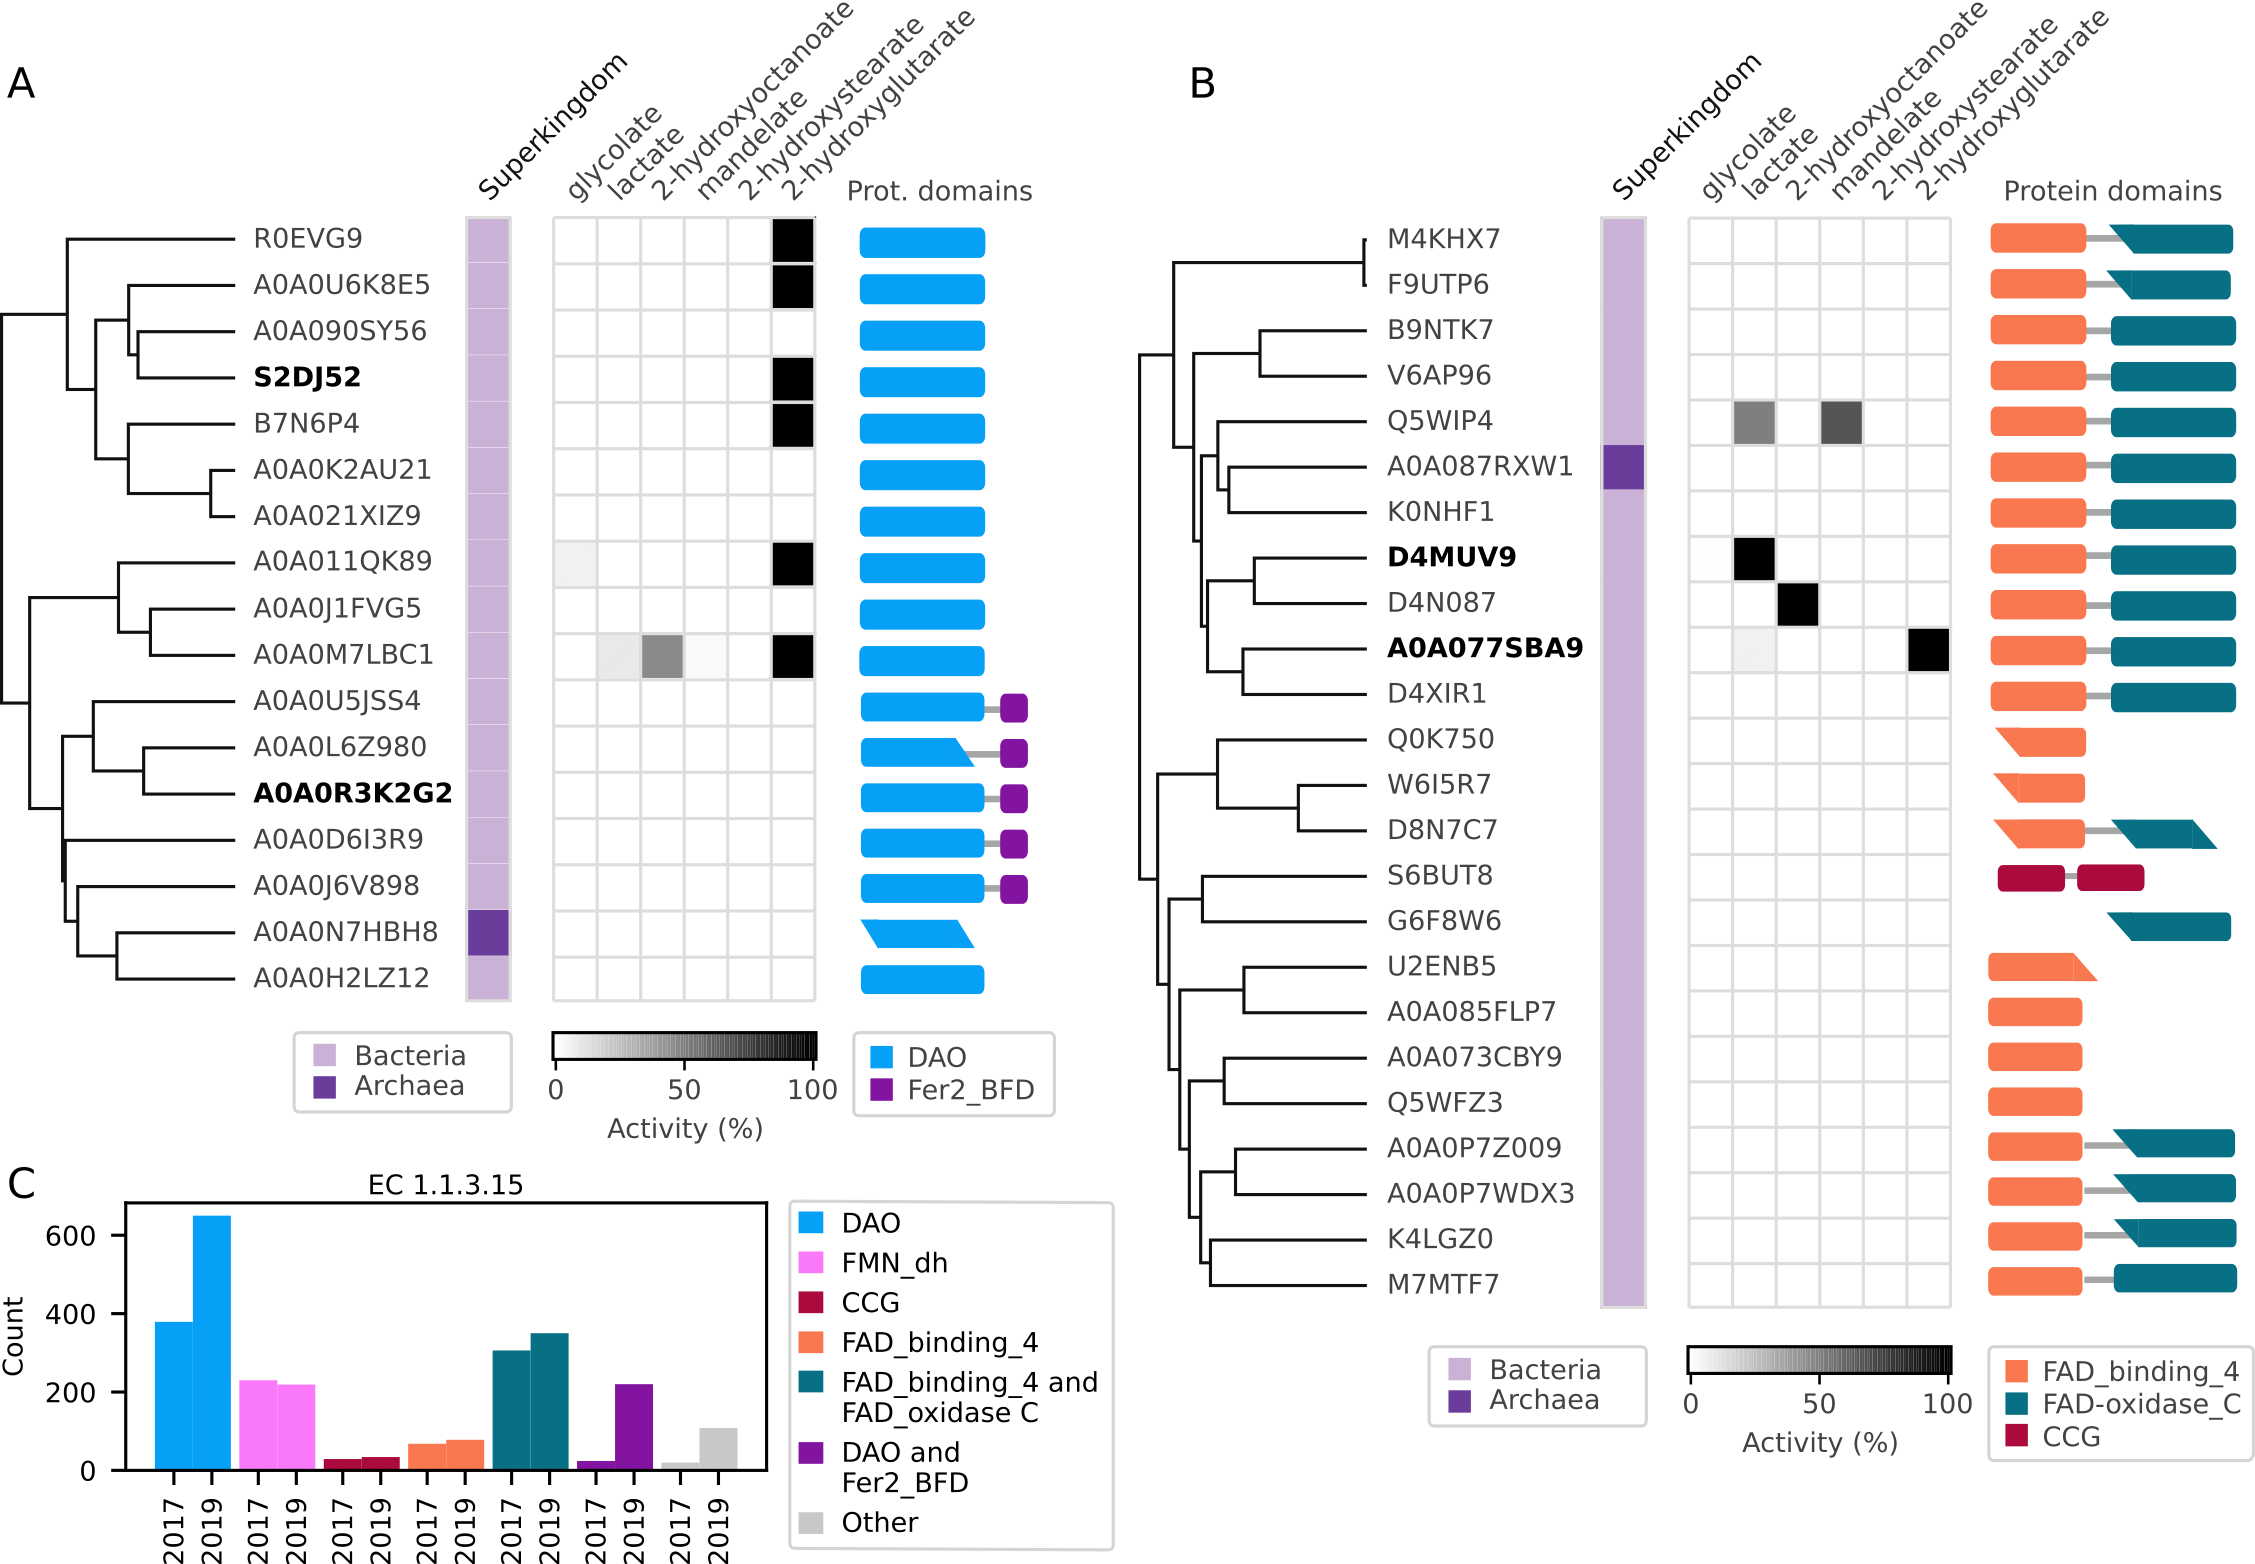 A
Superkingdom
glycolate
lactate
2-hydroxyoctanoate
mandelate
2-hydroxystearate
2-hydroxyglutarate
Prot. domains
R0EVG9
A0A0U6K8E5
A0A090SY56
S2DJ52
B7N6P4
A0A0K2AU21
A0A021XIZ9
A0A011QK89
A0A0J1FVG5
A0A0M7LBC1
A0A0U5JSS4
A0A0L6Z980
A0A0R3K2G2
A0A0D6I3R9
A0A0J6V898
A0A0N7HBH8
A0A0H2LZ12
Bacteria
Archaea
0 50 100
Activity (%)
DAO
Fer2_BFD
B
Superkingdom
glycolate
lactate
2-hydroxyoctanoate
mandelate
2-hydroxystearate
2-hydroxyglutarate
Protein domains
M4KHX7
F9UTP6
B9NTK7
V6AP96
Q5WIP4
A0A087RXW1
K0NHF1
D4MUV9
D4N087
A0A077SBA9
D4XIR1
Q0K750
W6I5R7
D8N7C7
S6BUT8
G6F8W6
U2ENB5
A0A085FLP7
A0A073CBY9
Q5WFZ3
A0A0P7Z009
A0A0P7WDX3
K4LGZ0
M7MTF7
Bacteria
Archaea
0 50 100
Activity (%)
FAD_binding_4
FAD-oxidase_C
CCG
C
EC 1.1.3.15
Count
600
400
200
0
2017 2019 2017 2019 2017 2019 2017 2019 2017 2019 2017 2019 2017 2019
DAO
FMN_dh
CCG
FAD_binding_4
FAD_binding_4 and
FAD_oxidase C
DAO and
Fer2_BFD
Other